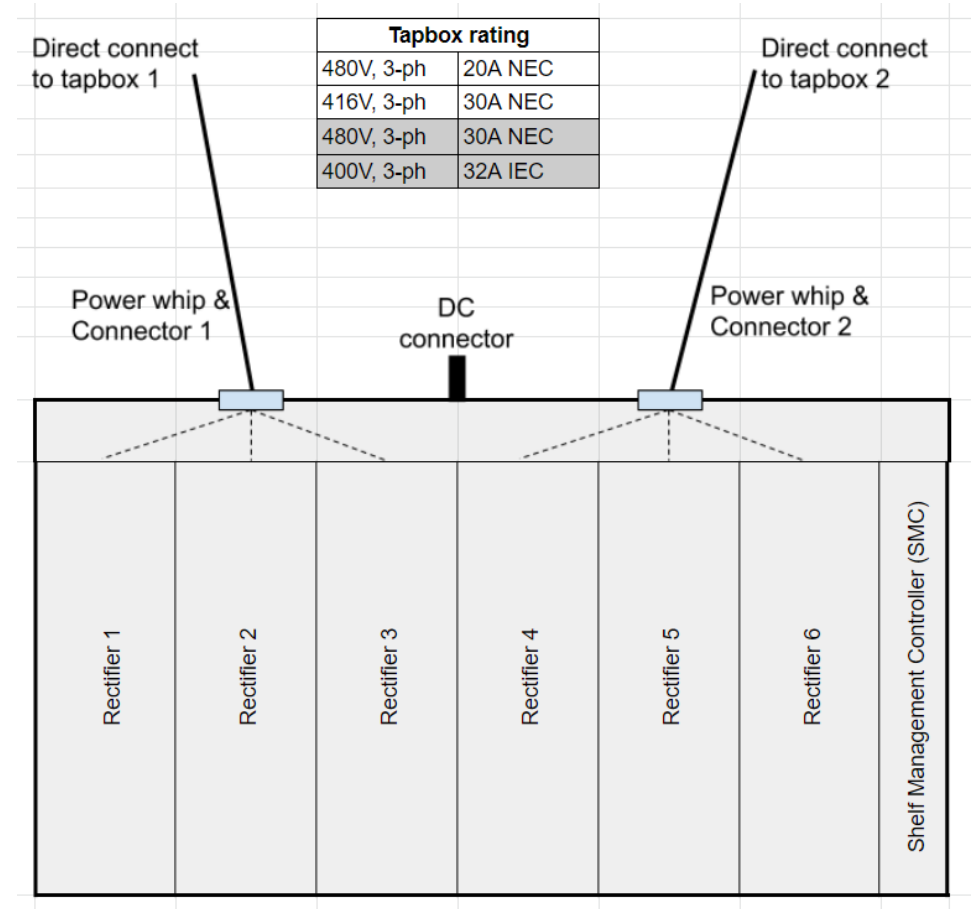 Direct connect
to tapbox 1
Tapbox rating
480V, 3-ph 20A NEC
416V, 3-ph 30A NEC
480V, 3-ph 30A NEC
400V, 3-ph 32A IEC
Direct connect
to tapbox 2
Power whip &
Connector 1
DC
connector
Power whip &
Connector 2
Rectifier 1
Rectifier 2
Rectifier 3
Rectifier 4
Rectifier 5
Rectifier 6
Shelf Management Controller (SMC)